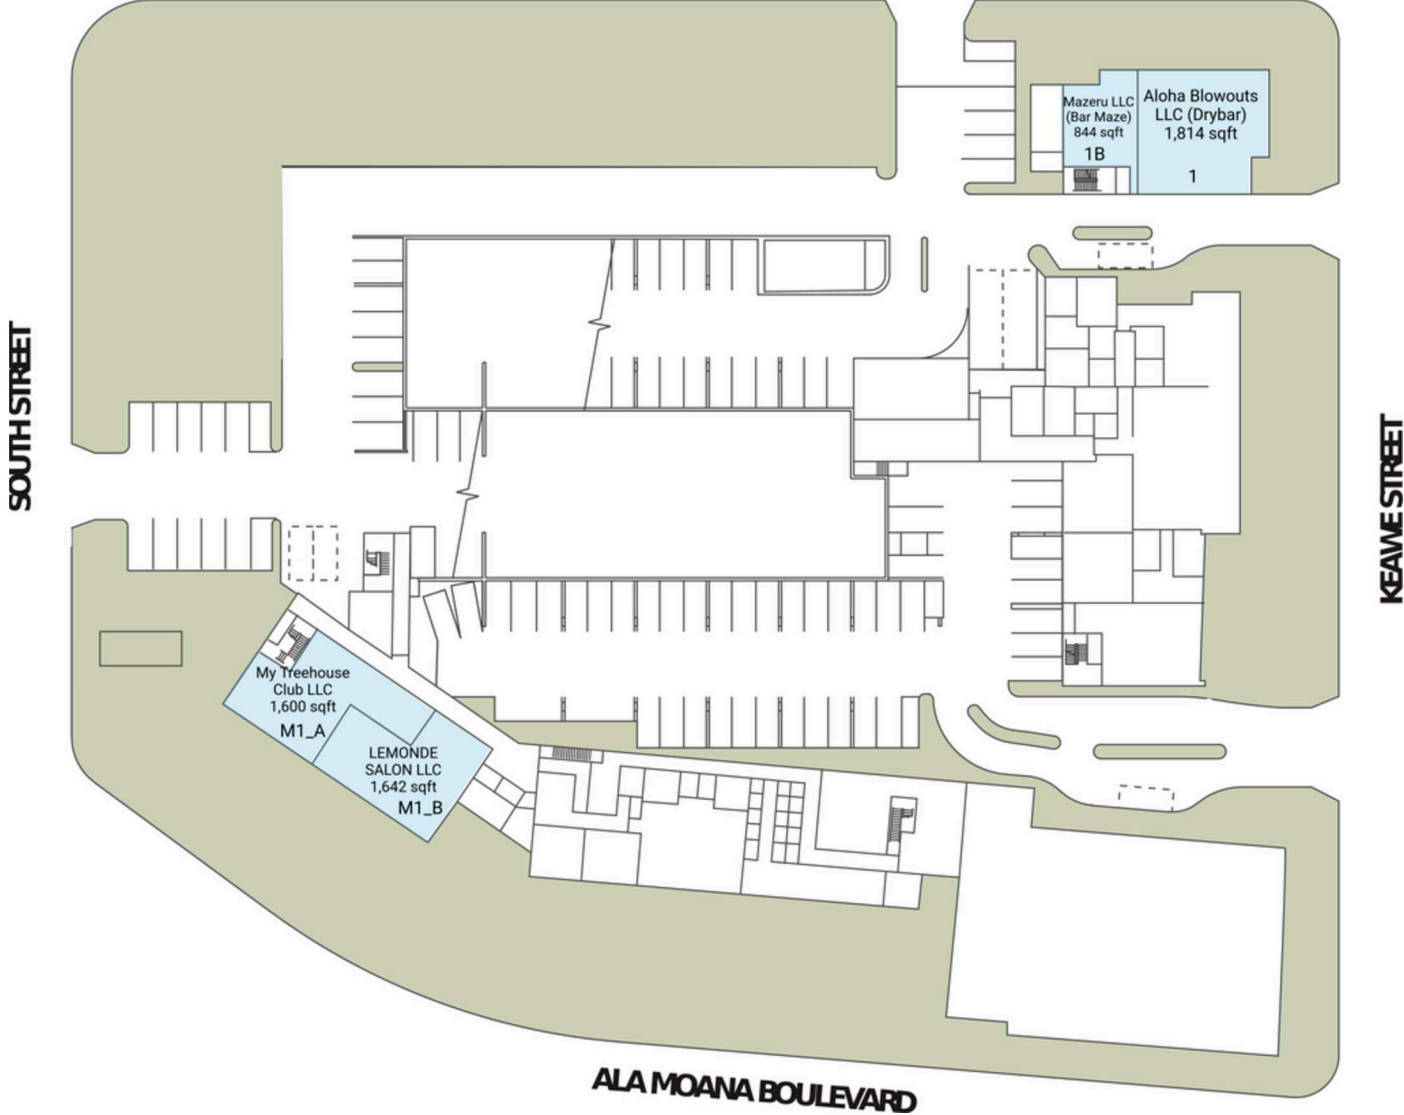 Mazeru LLC
(Bar Maze)
844 sqft
1B
Aloha Blowouts
LLC (Drybar)
1,814 sqft
1
SOUTH STREET
KEAWE STREET
My Treehouse
Club LLC
1,600 sqft
M1_A
LEMONDE
SALON LLC
1,642 sqft
M1_B
ALA MOANA BOULEVARD